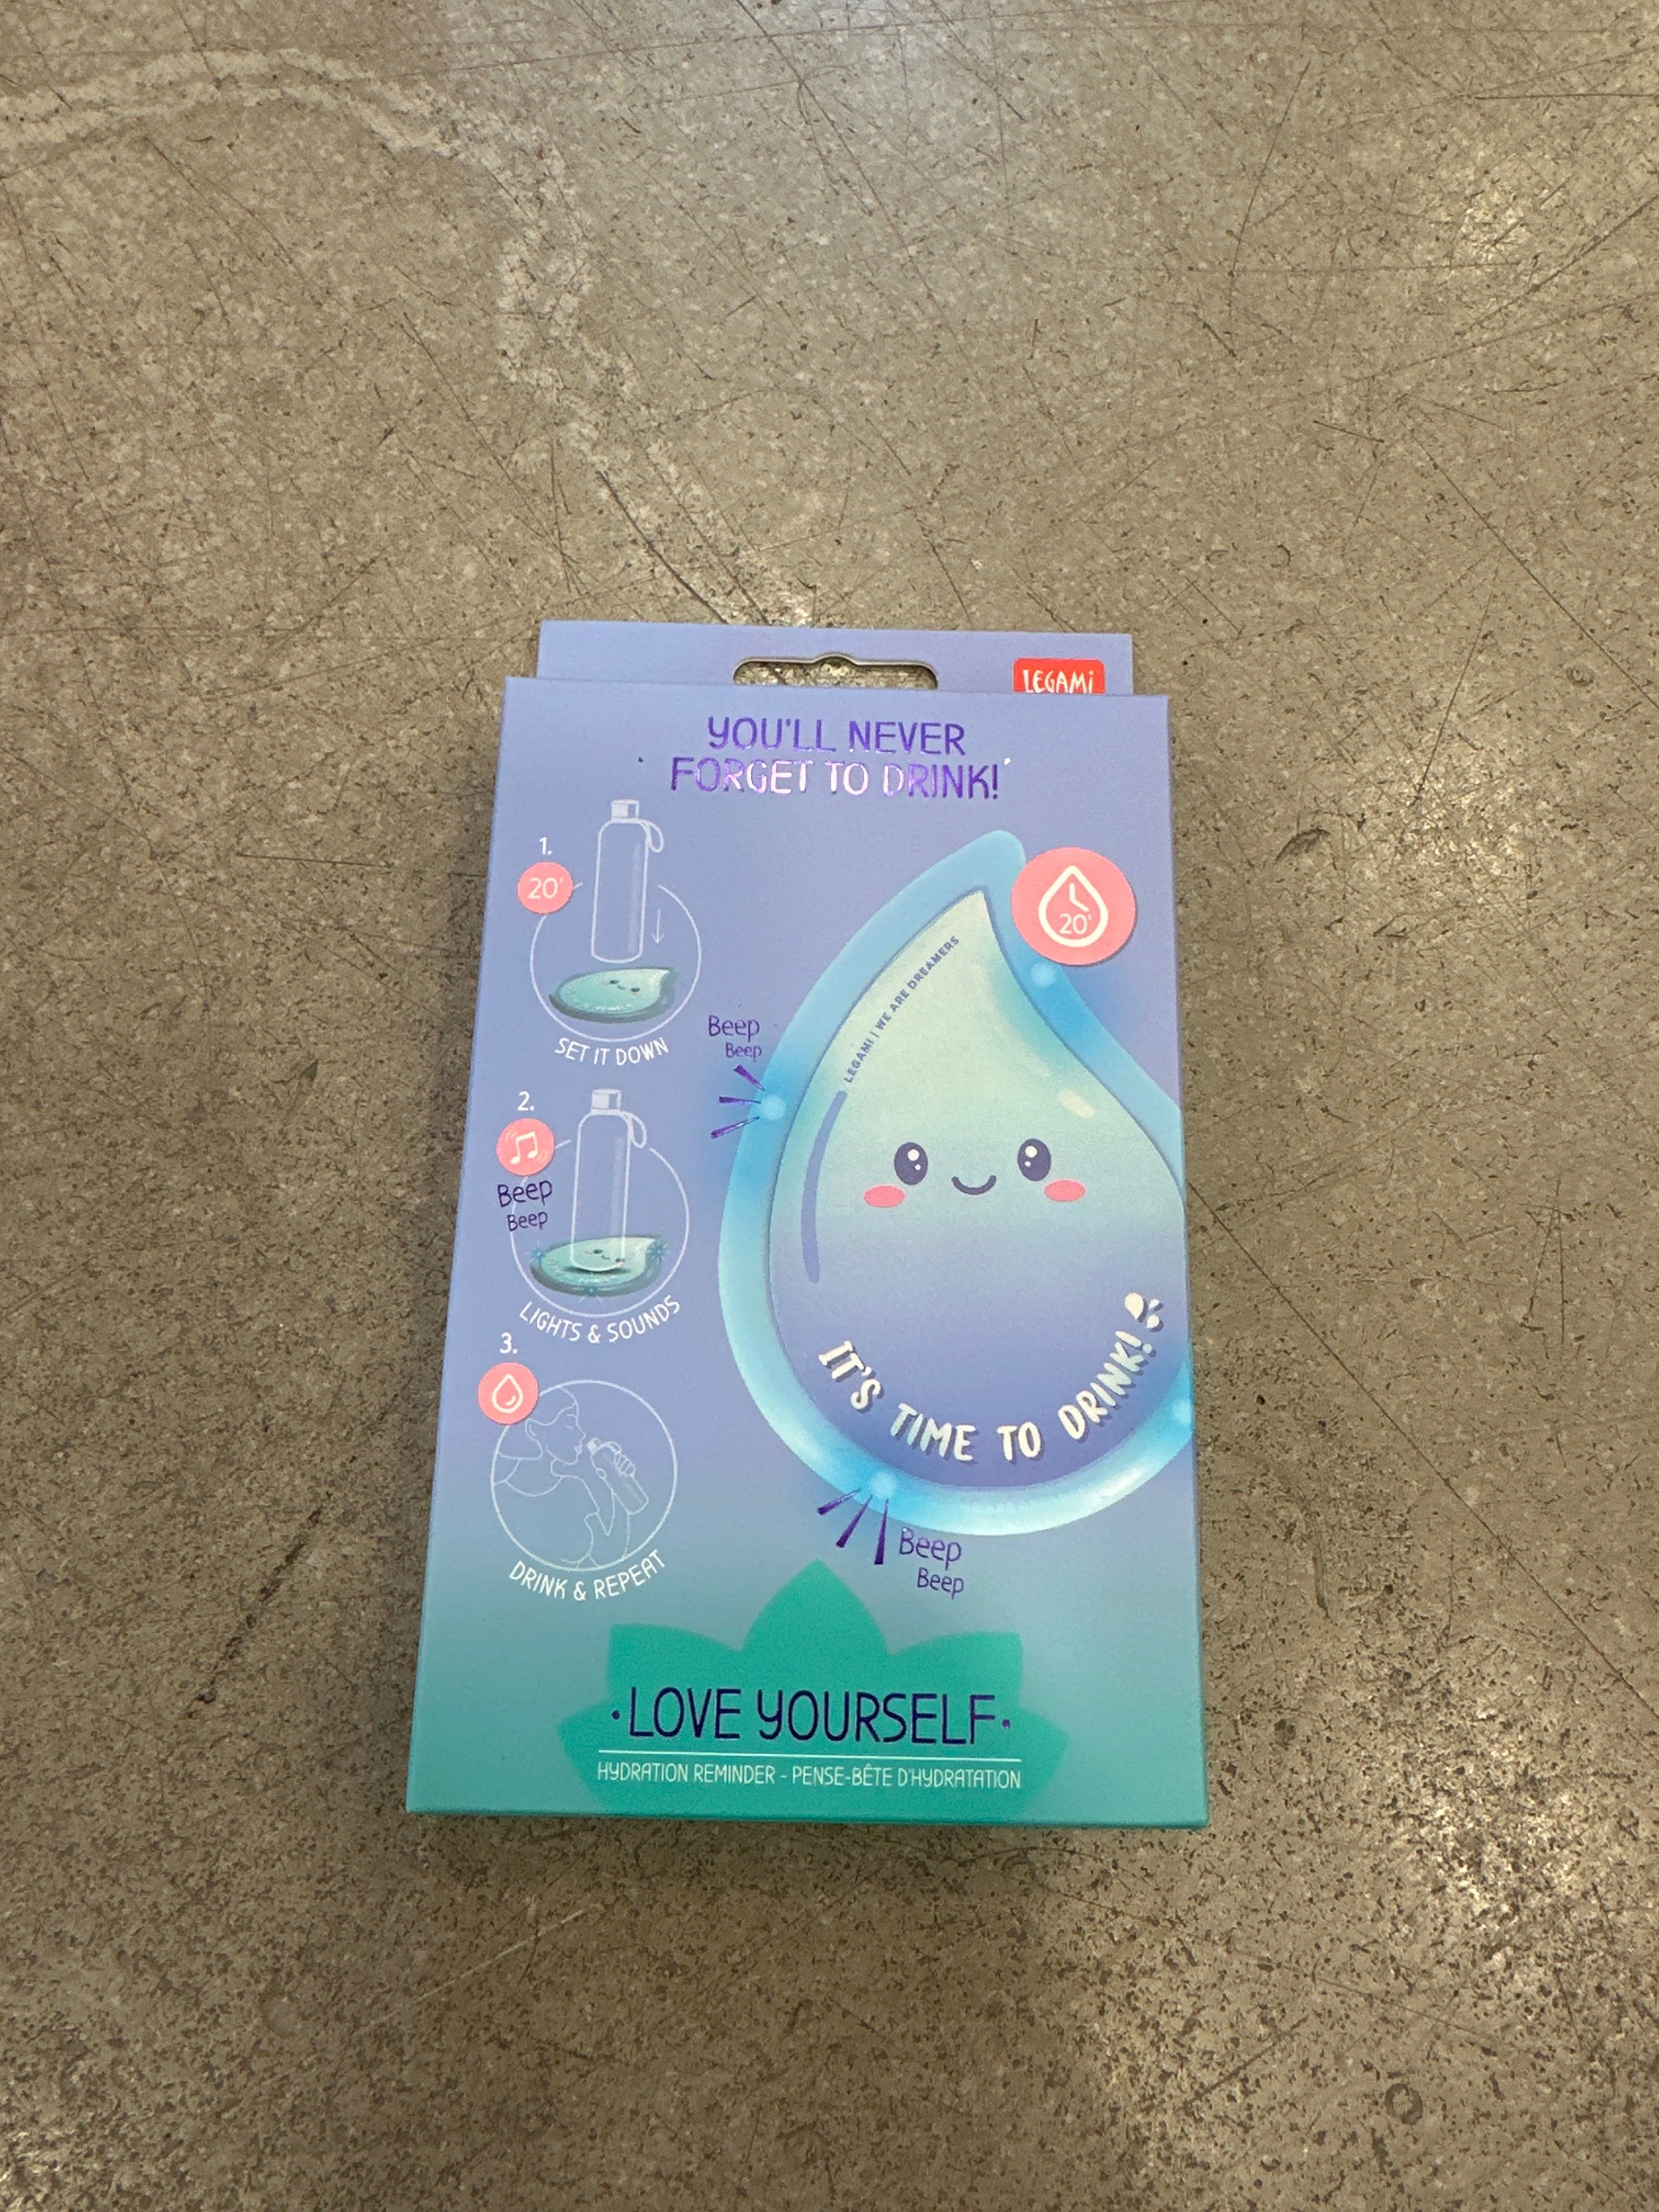 LEGAMI
YOU'LL NEVER
FORGET TO DRINK!
1.
20'
SET IT DOWN
2.
Beep
Beep
LIGHTS & SOUNDS
3.
DRINK & REPEAT
20'
LEGAMI | WE ARE DREAMERS
Beep
Beep
IT'S TIME TO DRINK!
Beep
Beep
·LOVE YOURSELF·
HYDRATION REMINDER - PENSE-BÊTE D'HYDRATATION